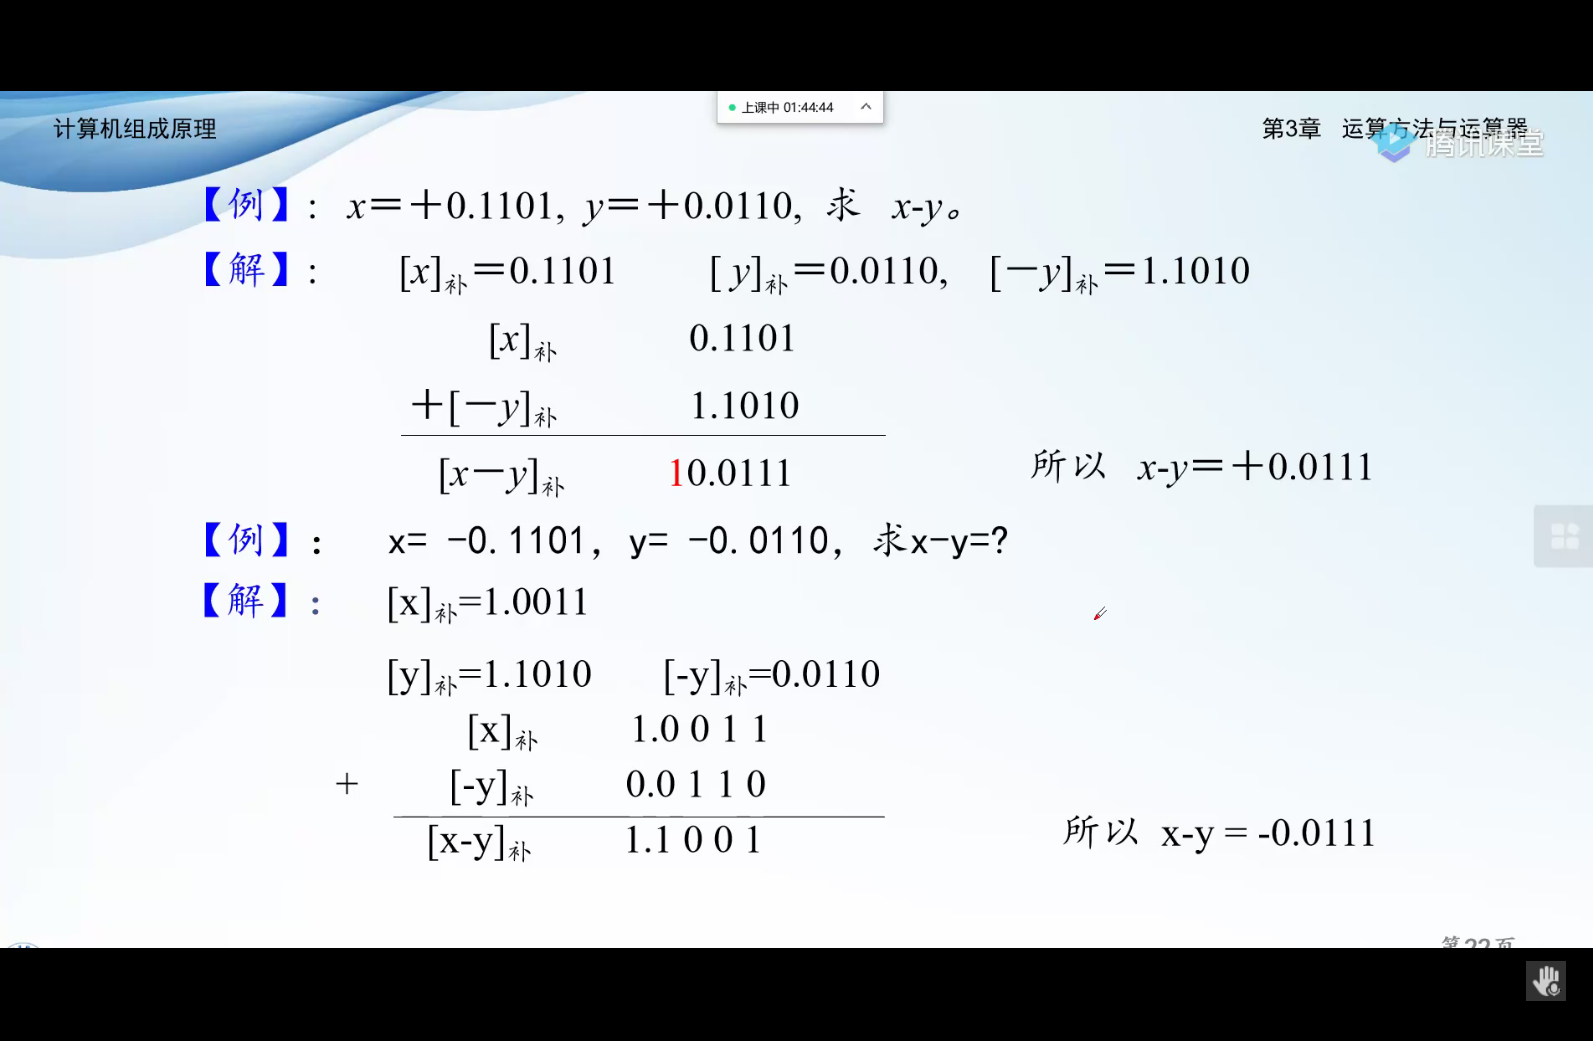 上课中 01:44:44
计算机组成原理
第3章 运算方法与运算器
腾讯课堂
【例】: x＝＋0.1101, y＝＋0.0110, 求 x-y。
【解】: [x]补＝0.1101 [ y]补＝0.0110, [－y]补＝1.1010
[x]补 0.1101
＋[－y]补 1.1010
[x－y]补 10.0111 所以 x-y＝＋0.0111
【例】: x= -0.1101, y= -0.0110, 求x-y=?
【解】: [x]补=1.0011
[y]补=1.1010 [-y]补=0.0110
[x]补 1.0 0 1 1
+ [-y]补 0.0 1 1 0
[x-y]补 1.1 0 0 1 所以 x-y = -0.0111
第22页